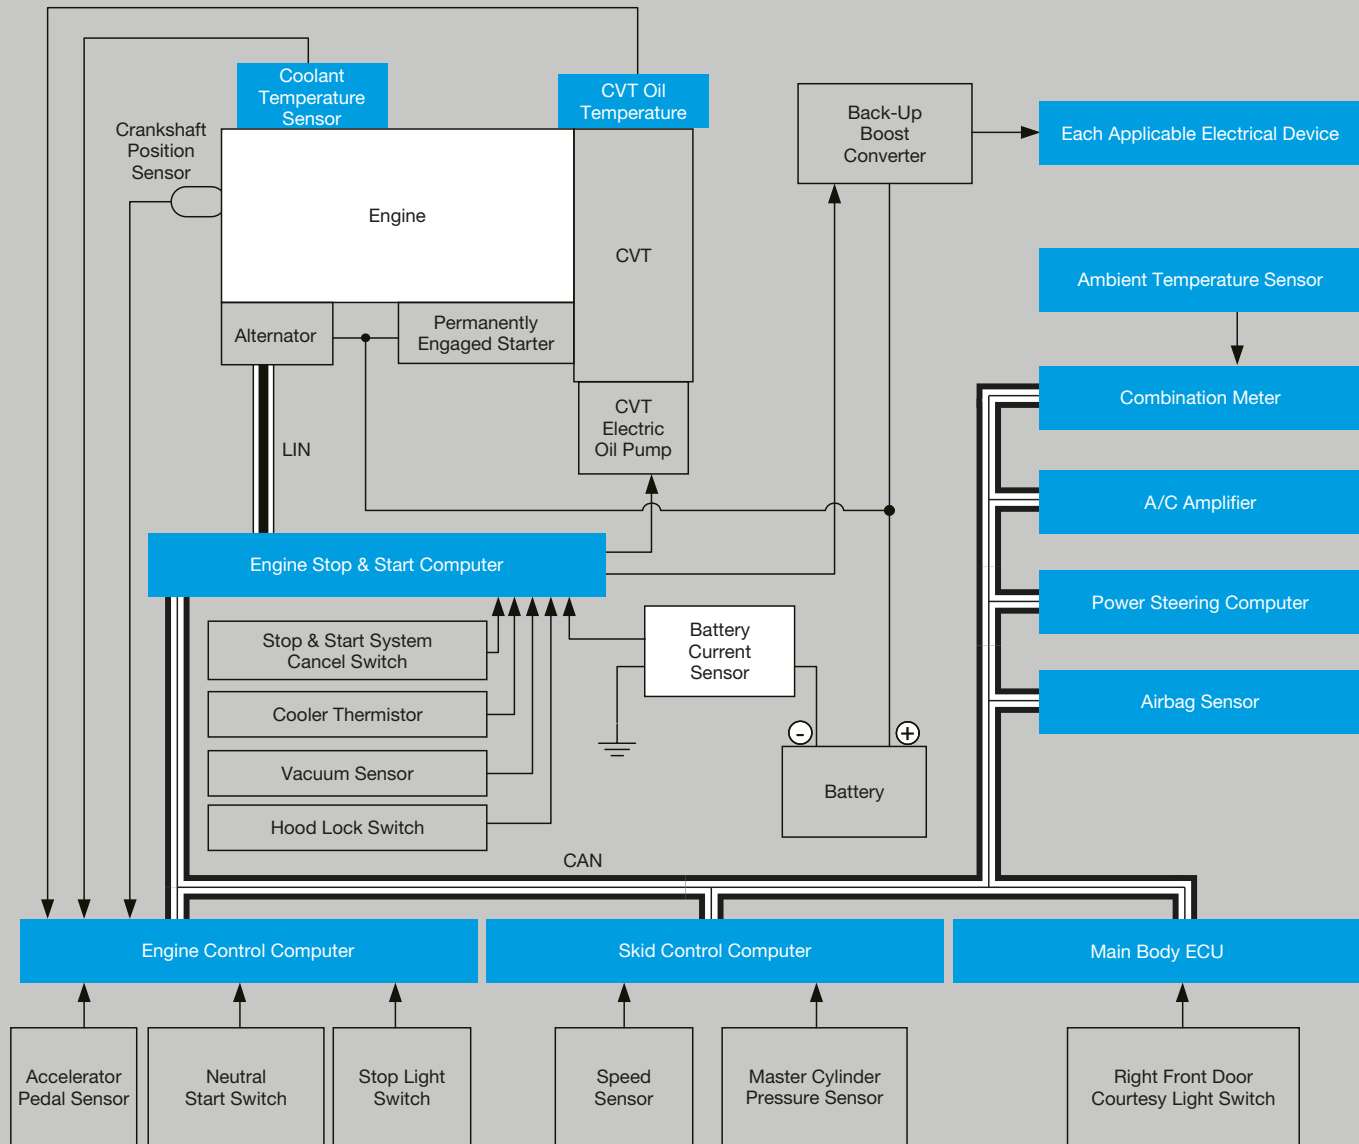 Coolant
Temperature
Sensor
CVT Oil
Temperature
Back-Up
Boost
Converter
Each Applicable Electrical Device
Crankshaft
Position
Sensor
Engine
CVT
Ambient Temperature Sensor
Alternator
Permanently
Engaged Starter
Combination Meter
CVT
Electric
Oil Pump
LIN
A/C Amplifier
Engine Stop & Start Computer
Power Steering Computer
Stop & Start System
Cancel Switch
Battery
Current
Sensor
Cooler Thermistor
Airbag Sensor
-
+
Vacuum Sensor
Battery
Hood Lock Switch
CAN
Engine Control Computer
Skid Control Computer
Main Body ECU
Accelerator
Pedal Sensor
Neutral
Start Switch
Stop Light
Switch
Speed
Sensor
Master Cylinder
Pressure Sensor
Right Front Door
Courtesy Light Switch